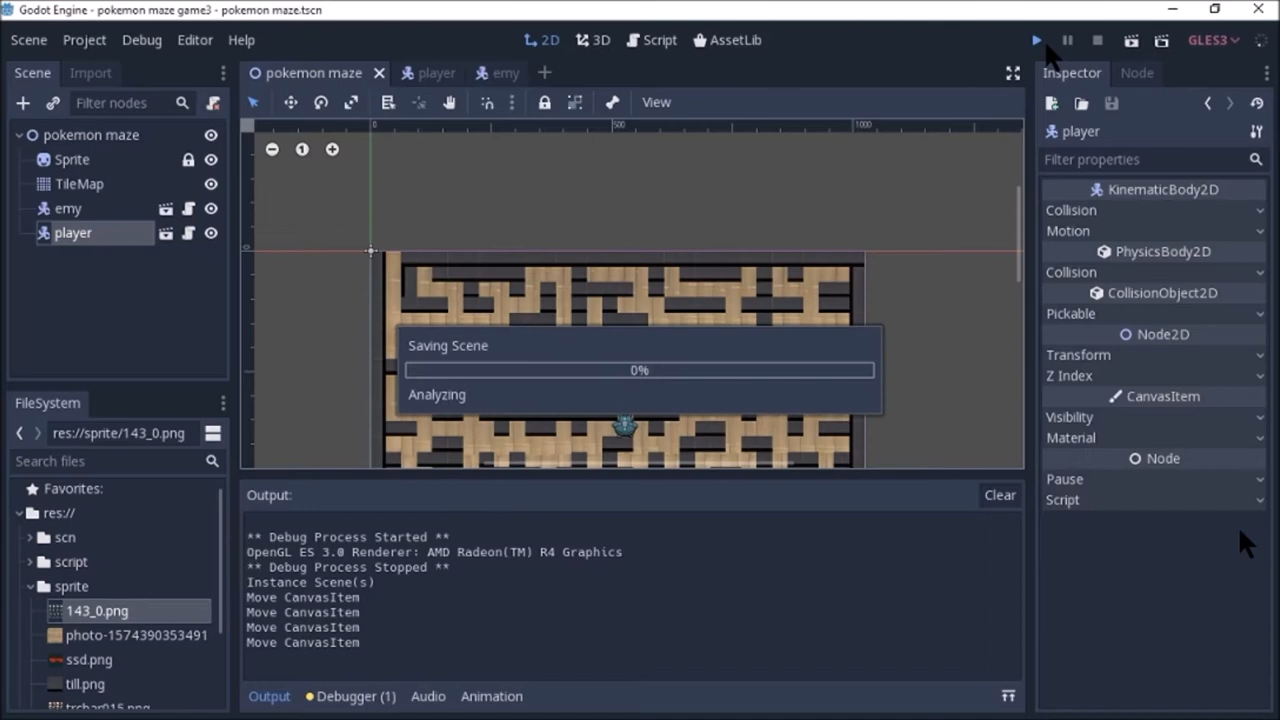 Godot Engine - pokemon maze game3 - pokemon maze.tscn
Scene Project Debug Editor Help
2D 3D Script AssetLib
GLES3
Scene Import
Filter nodes
pokemon maze
Sprite
TileMap
emy
player
FileSystem
res://sprite/143_0.png
Search files
Favorites:
res://
scn
script
sprite
143_0.png
photo-1574390353491
ssd.png
till.png
trchar015.png
pokemon maze player emy
View
0 500 1000
0
1
Saving Scene
0%
Analyzing
Output:
Clear
** Debug Process Started **
OpenGL ES 3.0 Renderer: AMD Radeon(TM) R4 Graphics
** Debug Process Stopped **
Instance Scene(s)
Move CanvasItem
Move CanvasItem
Move CanvasItem
Move CanvasItem
Output Debugger (1) Audio Animation
Inspector Node
player
Filter properties
KinematicBody2D
Collision
Motion
PhysicsBody2D
Collision
CollisionObject2D
Pickable
Node2D
Transform
Z Index
CanvasItem
Visibility
Material
Node
Pause
Script